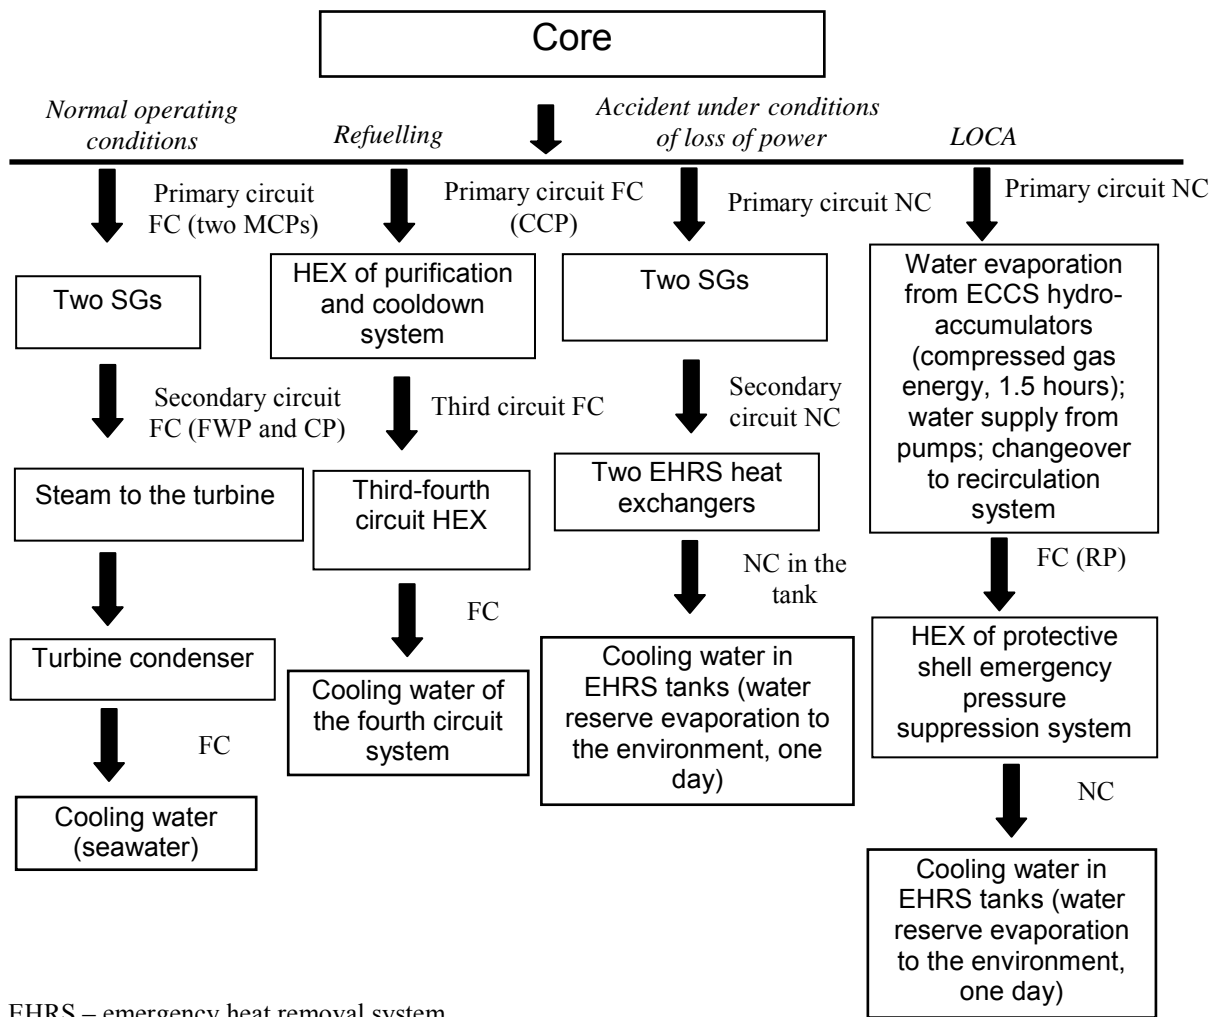 Core
Normal operating
conditions
Refuelling
Accident under conditions
of loss of power
LOCA
Primary circuit
FC (two MCPs)
Primary circuit FC
(CCP)
Primary circuit NC
Primary circuit NC
Two SGs
HEX of purification
and cooldown
system
Two SGs
Water evaporation
from ECCS hydro-
accumulators
(compressed gas
energy, 1.5 hours);
water supply from
pumps; changeover
to recirculation
system
Secondary circuit
FC (FWP and CP)
Third circuit FC
Secondary
circuit NC
Steam to the turbine
Third-fourth
circuit HEX
Two EHRS heat
exchangers
FC
NC in the
tank
FC (RP)
Turbine condenser
Cooling water of
the fourth circuit
system
Cooling water in
EHRS tanks (water
reserve evaporation to
the environment, one
day)
HEX of protective
shell emergency
pressure
suppression system
FC
NC
Cooling water
(seawater)
Cooling water in
EHRS tanks (water
reserve evaporation
to the environment,
one day)
EHRS – emergency heat removal system